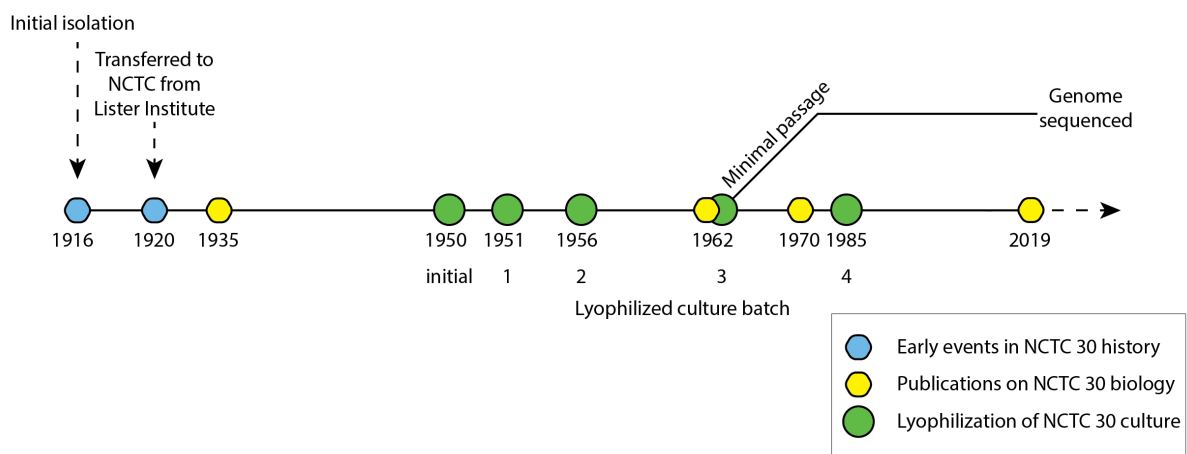 Initial isolation
Transferred to
NCTC from
Lister Institute
Minimal passage
Genome
sequenced
1916 1920 1935 1950 1951 1956 1962 1970 1985 2019
initial 1 2 3 4
Lyophilized culture batch
Early events in NCTC 30 history
Publications on NCTC 30 biology
Lyophilization of NCTC 30 culture